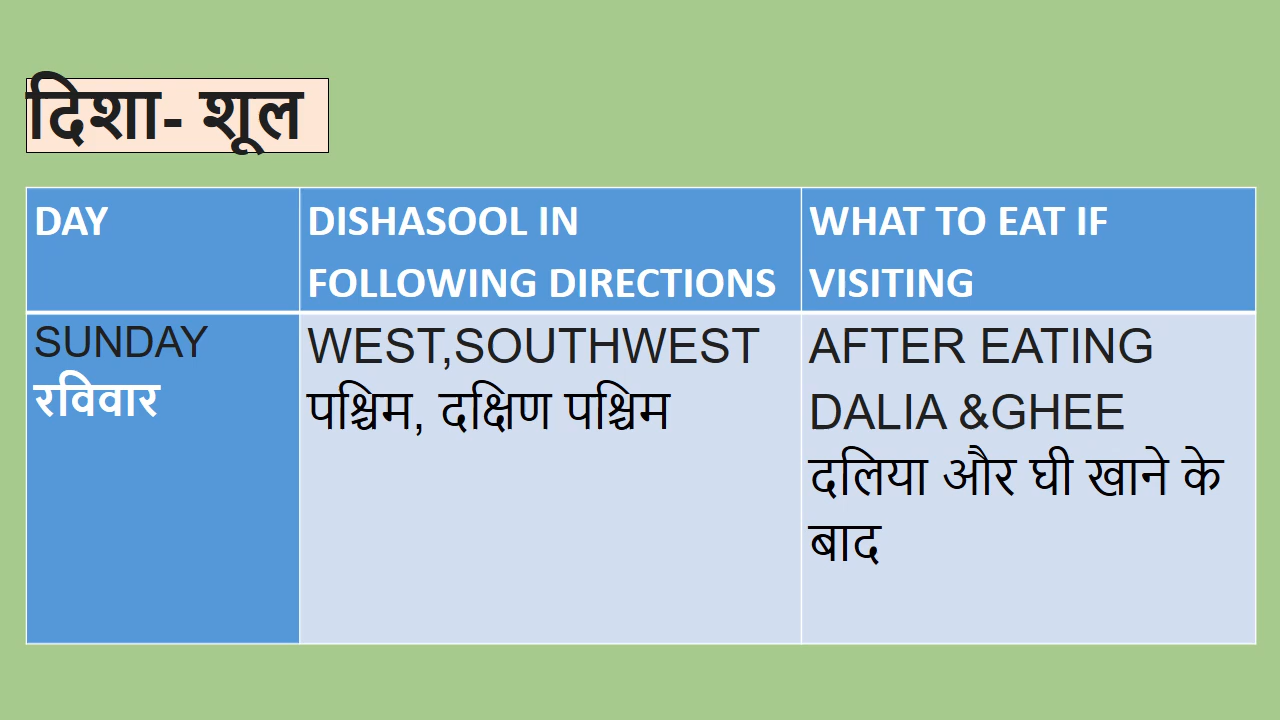 दिशा- शूल
DAY
DISHASOOL IN
FOLLOWING DIRECTIONS
WHAT TO EAT IF
VISITING
SUNDAY
रविवार
WEST,SOUTHWEST
पश्चिम, दक्षिण पश्चिम
AFTER EATING
DALIA &GHEE
दलिया और घी खाने के
बाद